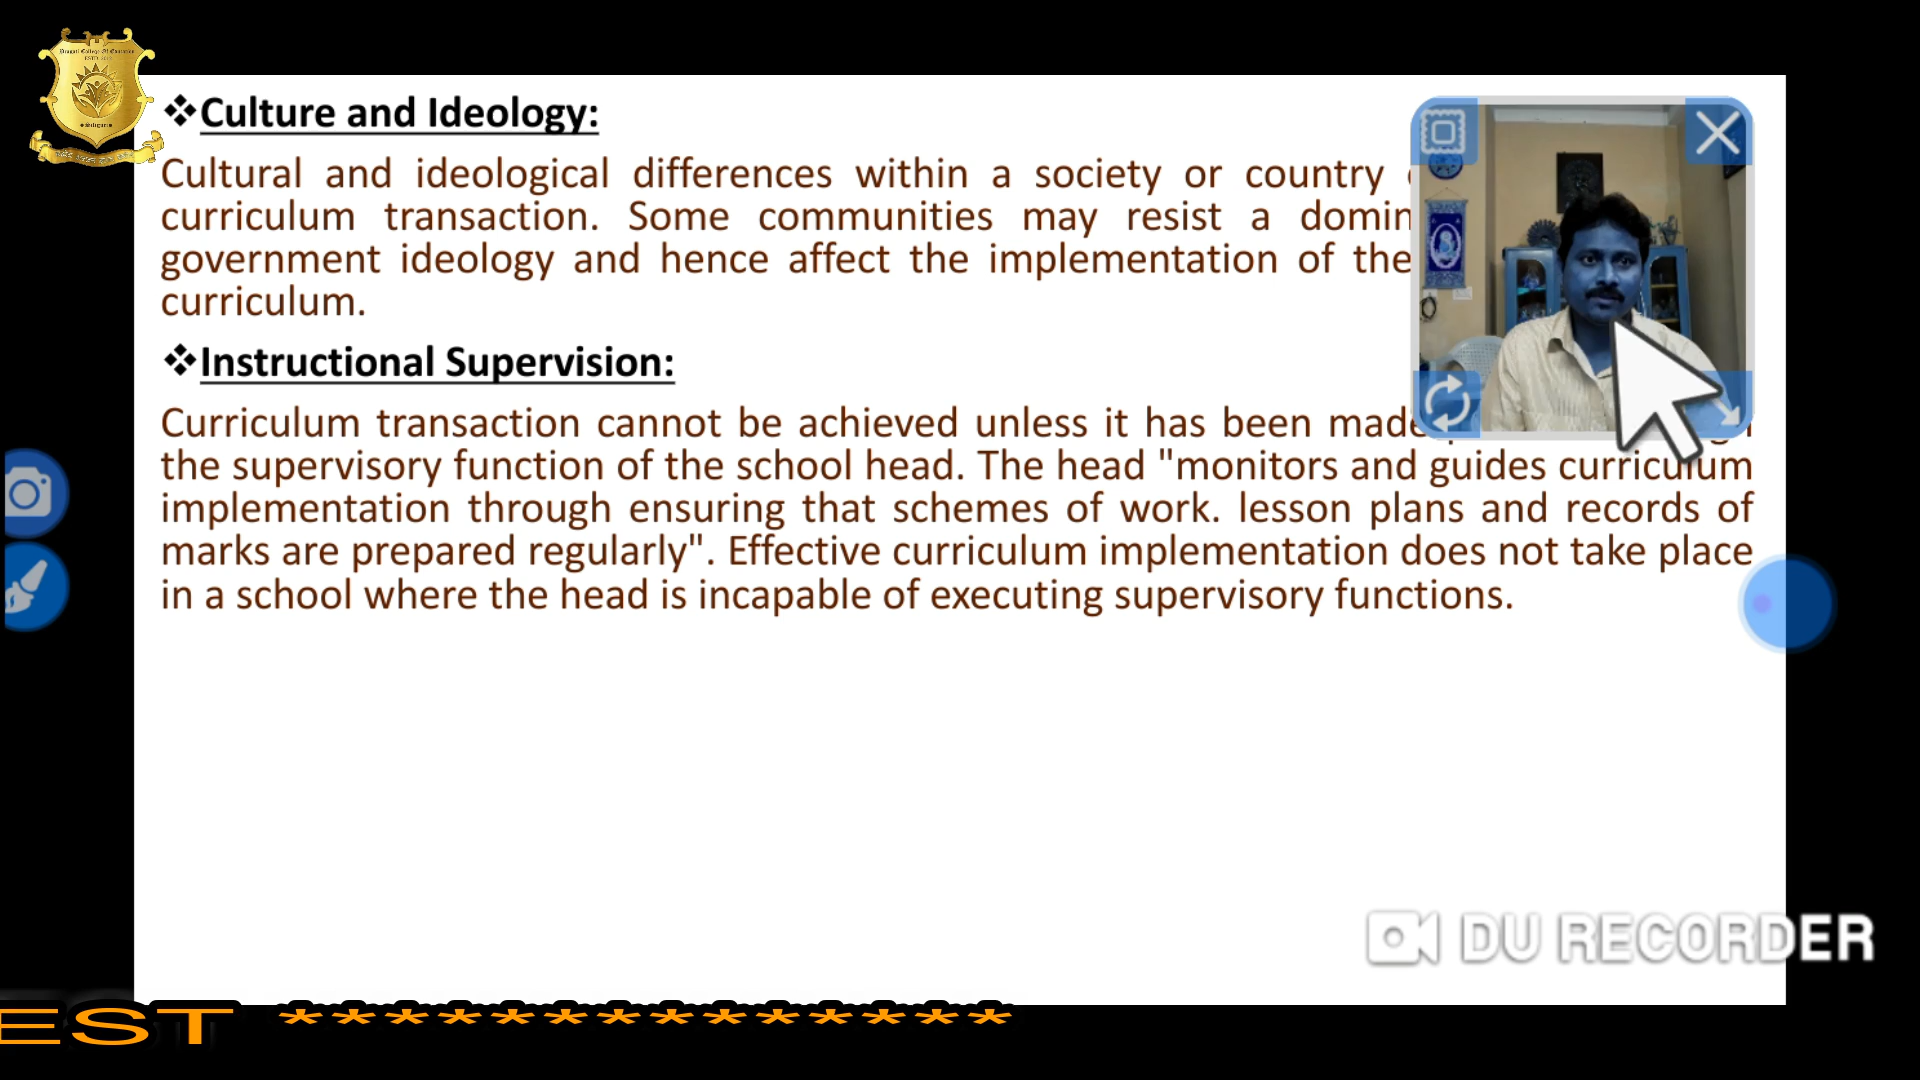 ❖Culture and Ideology:
Cultural and ideological differences within a society or country
curriculum transaction. Some communities may resist a
government ideology and hence affect the implementation of the
curriculum.
❖Instructional Supervision:
Curriculum transaction cannot be achieved unless it has been made
the supervisory function of the school head. The head "monitors and guides curriculum
implementation through ensuring that schemes of work. lesson plans and records of
marks are prepared regularly". Effective curriculum implementation does not take place
in a school where the head is incapable of executing supervisory functions.
DU RECORDER
EST **************